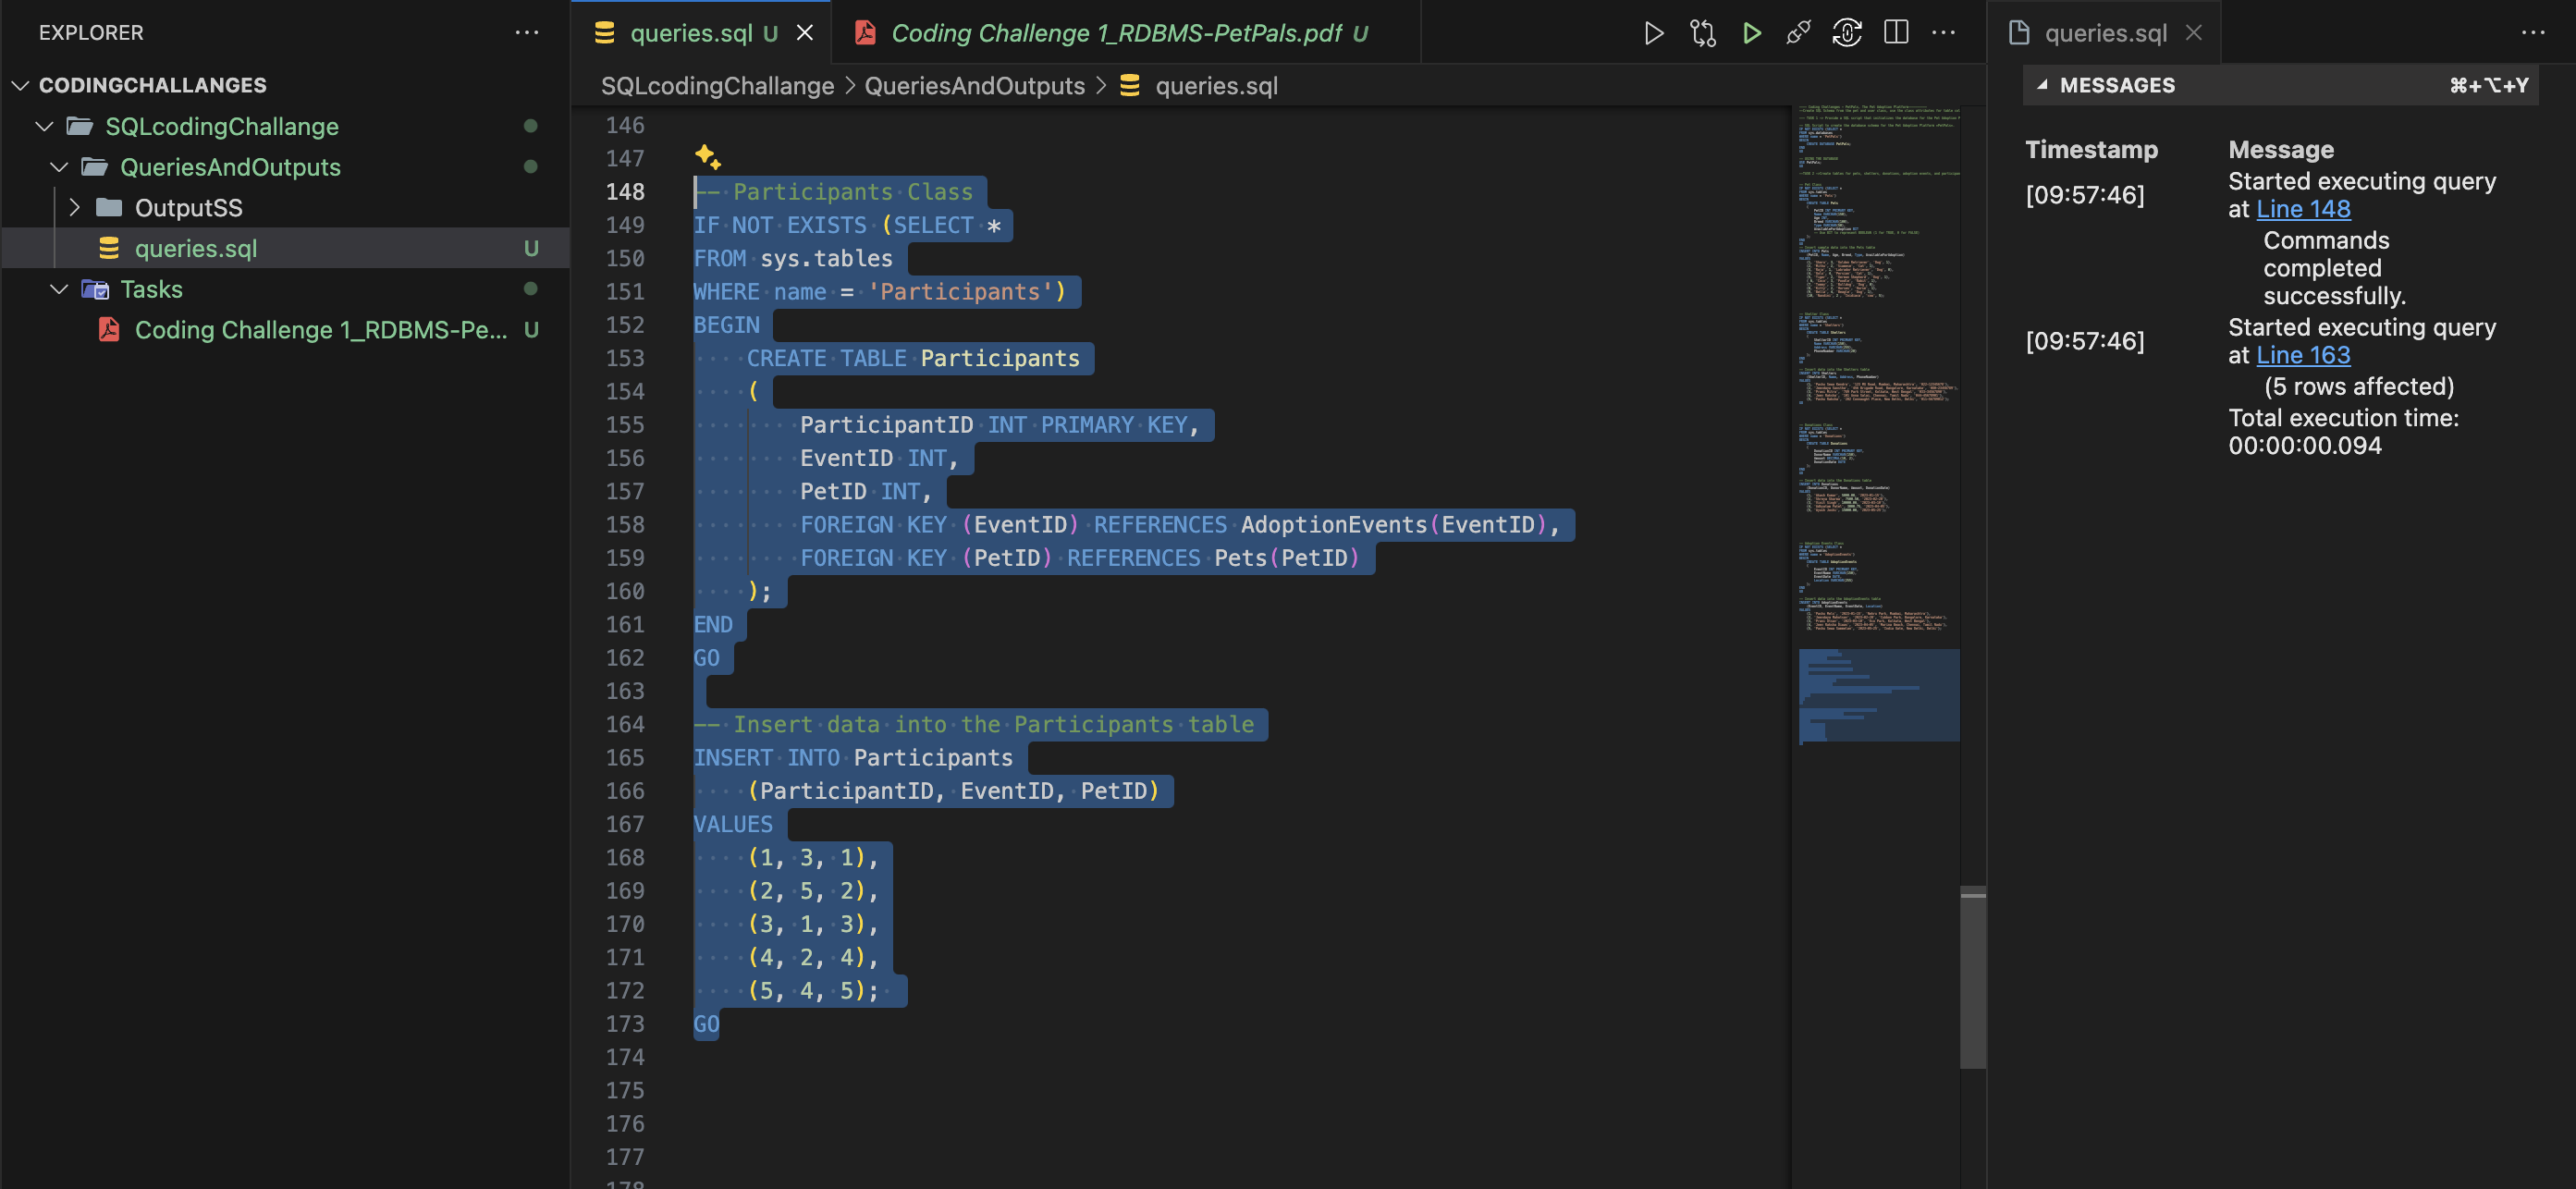 EXPLORER
CODINGCHALLANGES
SQLcodingChallange
QueriesAndOutputs
OutputSS
queries.sql U
Tasks
Coding Challenge 1_RDBMS-Pe... U
queries.sql U
Coding Challenge 1_RDBMS-PetPals.pdf U
SQLcodingChallange > QueriesAndOutputs > queries.sql
146
147
148 -- Participants Class
149 IF NOT EXISTS (SELECT *
150 FROM sys.tables
151 WHERE name = 'Participants')
152 BEGIN
153 CREATE TABLE Participants
154 (
155 ParticipantID INT PRIMARY KEY,
156 EventID INT,
157 PetID INT,
158 FOREIGN KEY (EventID) REFERENCES AdoptionEvents(EventID),
159 FOREIGN KEY (PetID) REFERENCES Pets(PetID)
160 );
161 END
162 GO
163
164 -- Insert data into the Participants table
165 INSERT INTO Participants
166 (ParticipantID, EventID, PetID)
167 VALUES
168 (1, 3, 1),
169 (2, 5, 2),
170 (3, 1, 3),
171 (4, 2, 4),
172 (5, 4, 5);
173 GO
174
175
176
177
178
queries.sql
MESSAGES ⌘+⌥+Y
Timestamp Message
[09:57:46] Started executing query
at Line 148
Commands
completed
successfully.
[09:57:46] Started executing query
at Line 163
(5 rows affected)
Total execution time:
00:00:00.094